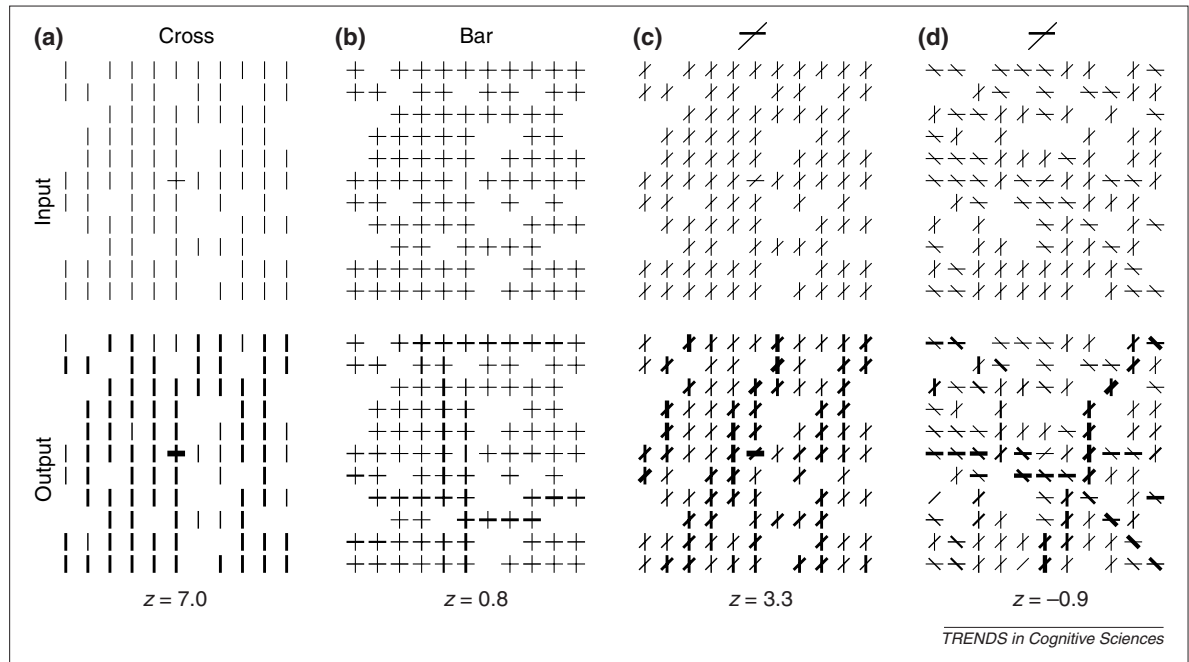 (a) Cross (b) Bar (c) (d)
Input
Output
z = 7.0 z = 0.8 z = 3.3 z = –0.9
TRENDS in Cognitive Sciences